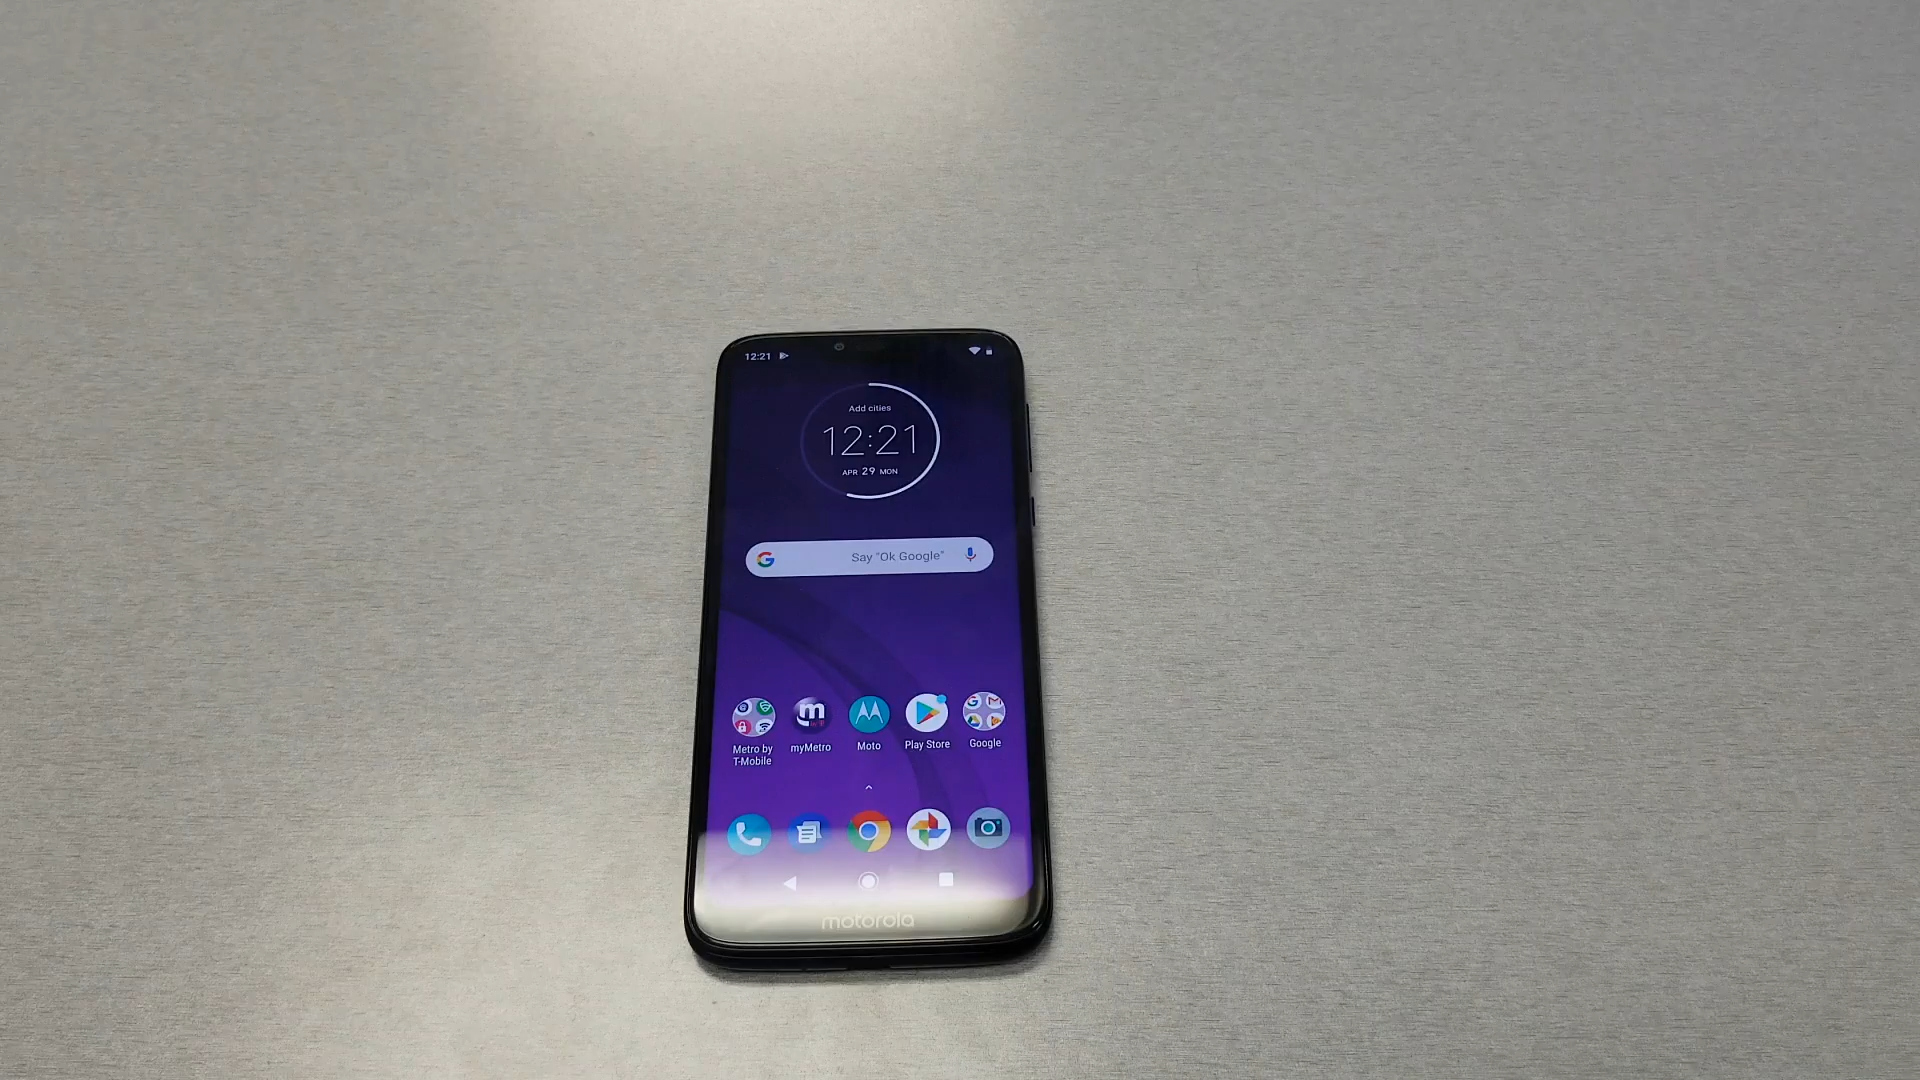 12:21
Add cities
12:21
APR 29 MON
G Say "Ok Google"
Metro by
T-Mobile
myMetro
Moto
Play Store
Google
motorola